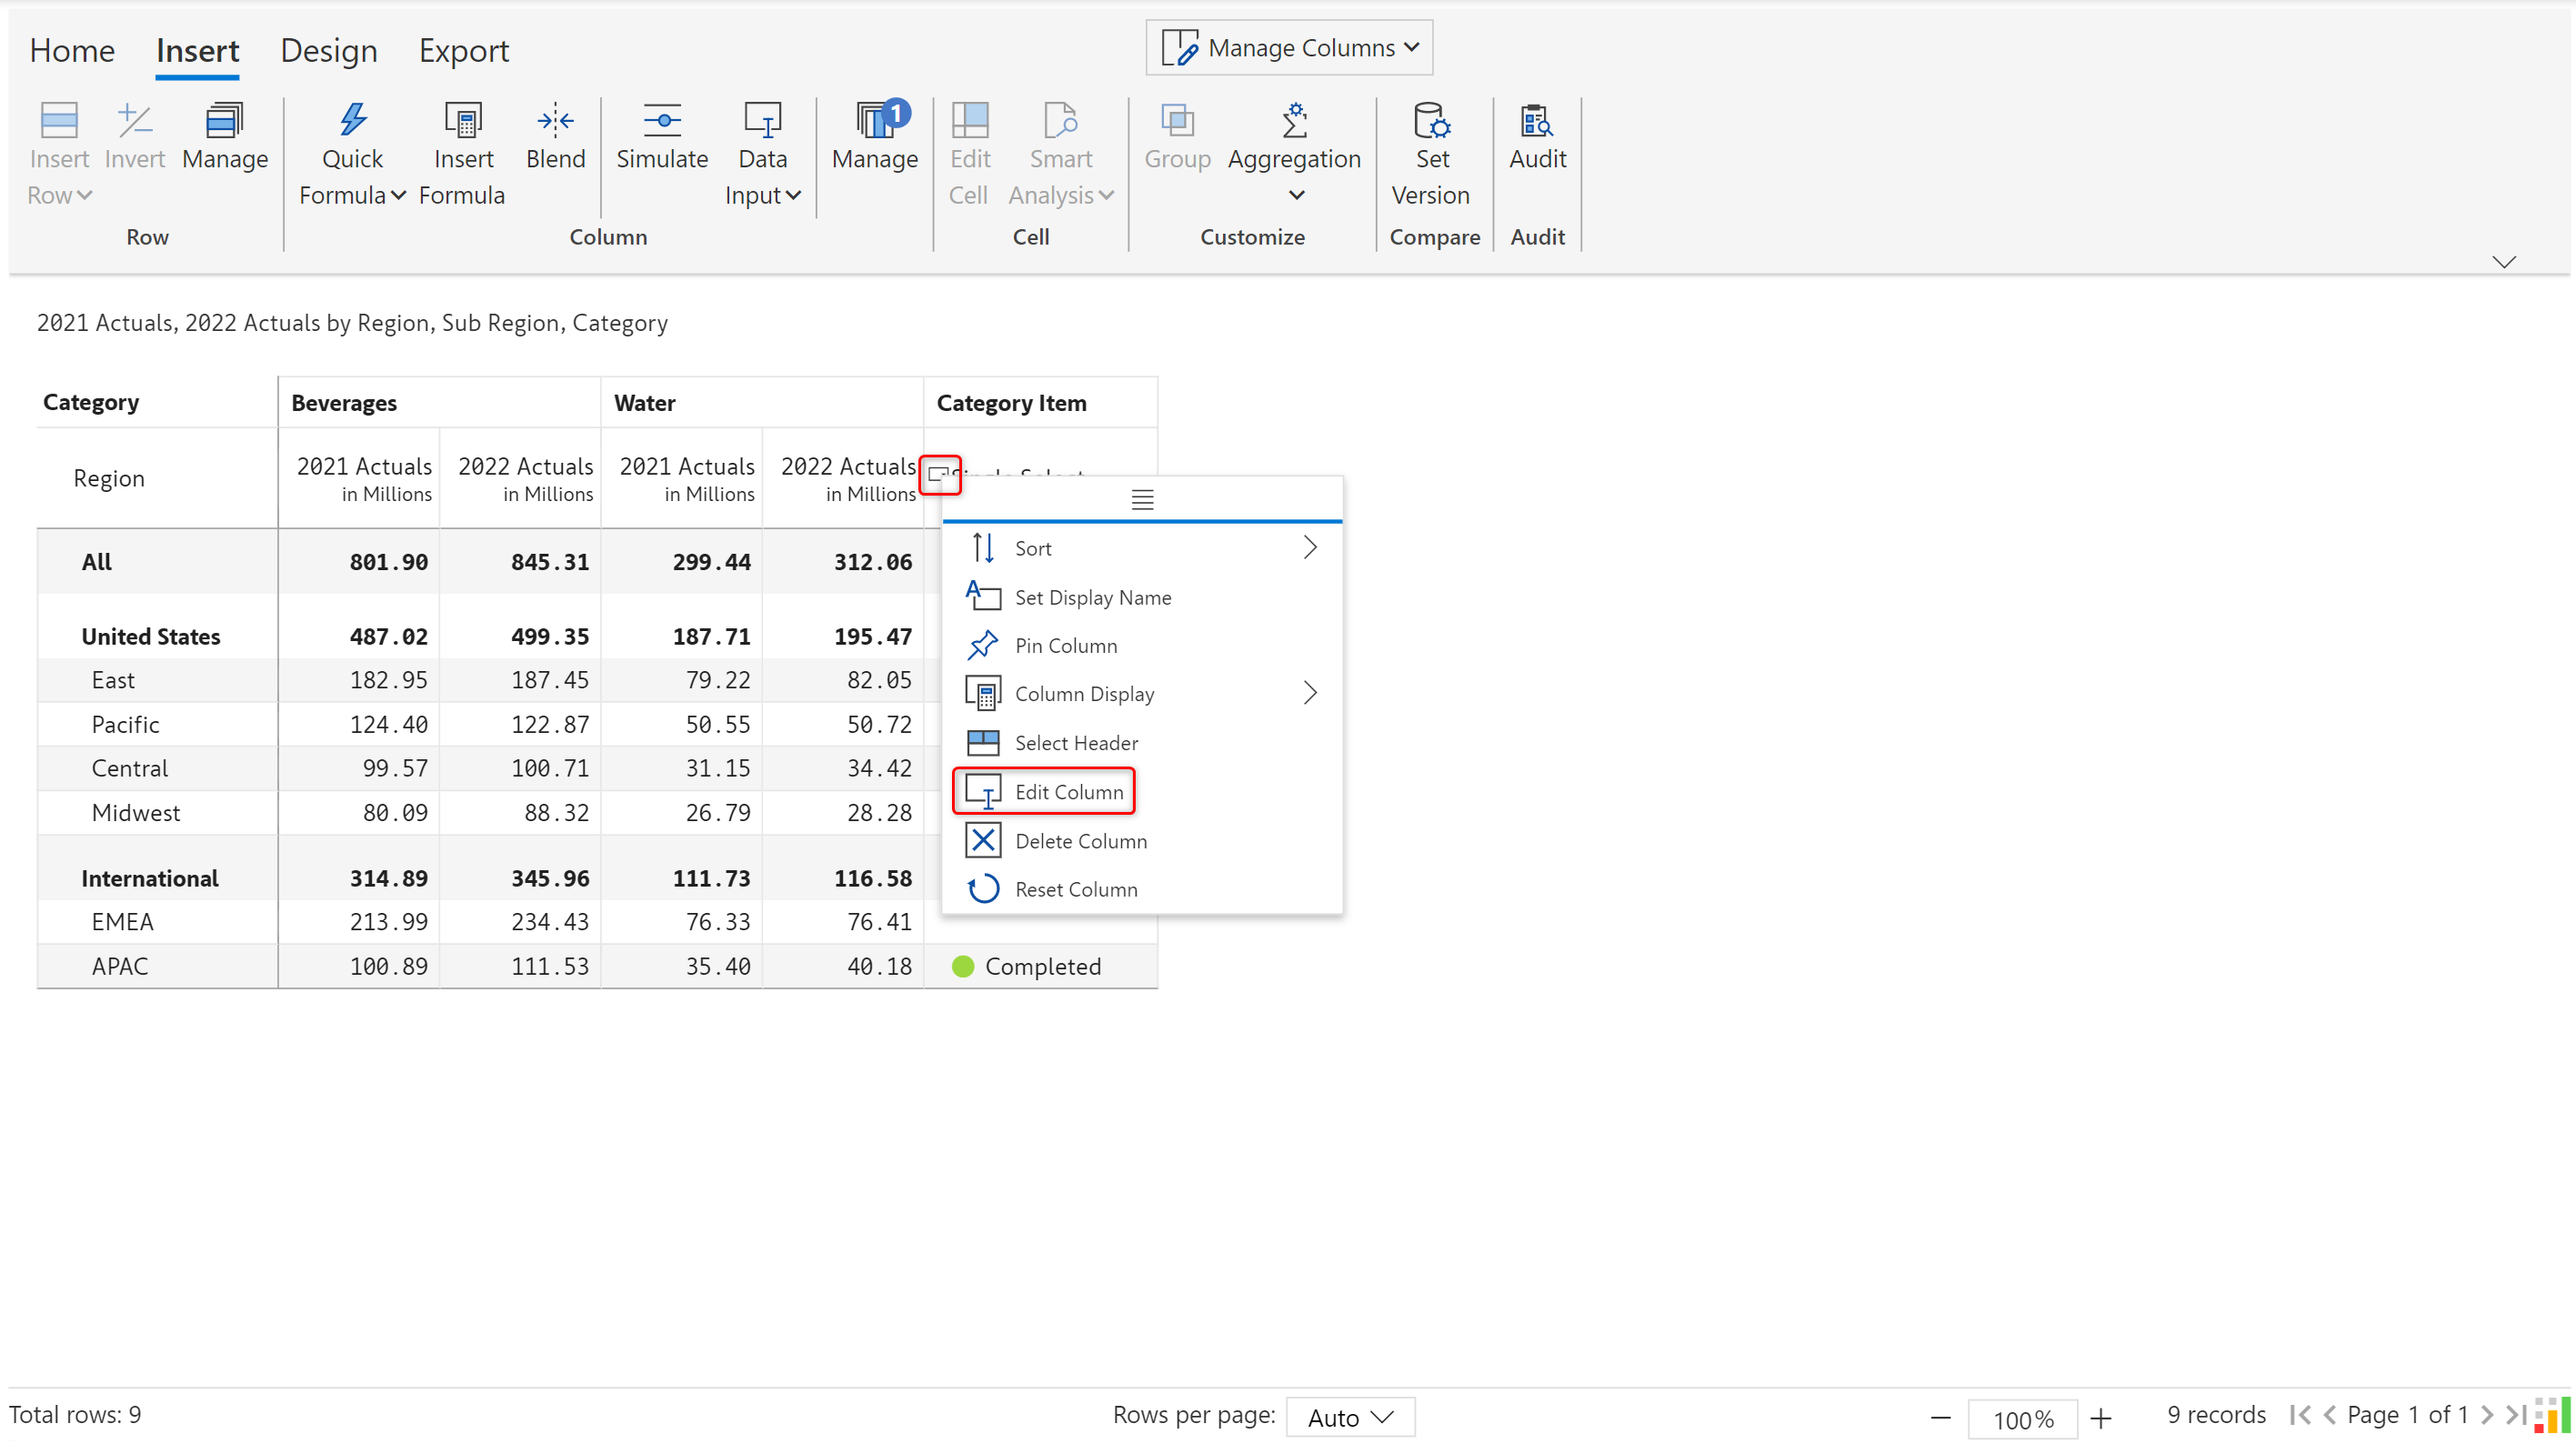 Home Insert Design Export Manage Columns
1
Insert Invert Manage Quick Insert Blend Simulate Data Manage Edit Smart Group Aggregation Set Audit
Row Formula Formula Input Cell Analysis Version
Row Column Cell Customize Compare Audit
2021 Actuals, 2022 Actuals by Region, Sub Region, Category
Category Beverages Water Category Item
Region 2021 Actuals 2022 Actuals 2021 Actuals 2022 Actuals Single Select
in Millions in Millions in Millions in Millions
All 801.90 845.31 299.44 312.06
United States 487.02 499.35 187.71 195.47
East 182.95 187.45 79.22 82.05
Pacific 124.40 122.87 50.55 50.72
Central 99.57 100.71 31.15 34.42
Midwest 80.09 88.32 26.79 28.28
International 314.89 345.96 111.73 116.58
EMEA 213.99 234.43 76.33 76.41
APAC 100.89 111.53 35.40 40.18 Completed
Sort
Set Display Name
Pin Column
Column Display
Select Header
Edit Column
Delete Column
Reset Column
Total rows: 9 Rows per page: Auto 100% 9 records Page 1 of 1